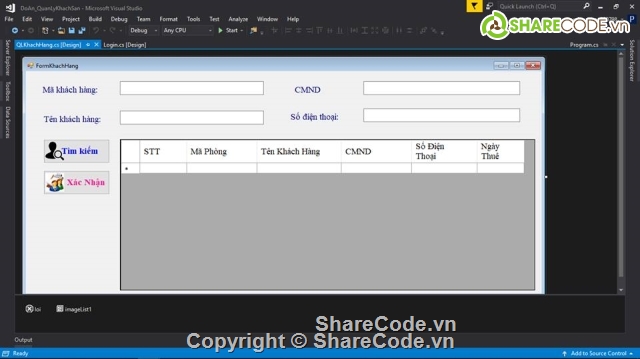 DoAn_QuanLyKhachSan - Microsoft Visual Studio
Quick Launch (Ctrl+Q)
File Edit View Project Build Debug Team Tools Test Analyze Window Help
Debug Any CPU Start
SHARECODE.VN
QLKhachHang.cs [Design] Login.cs [Design] Program.cs
Server Explorer
Toolbox
Data Sources
Solution Explorer
FormKhachHang
Mã khách hàng: CMND
Tên khách hàng: Số điện thoại:
Tìm kiếm
Xác Nhận
STT Mã Phòng Tên Khách Hàng CMND Số Điện Thoại Ngày Thuê
loi imageList1
ShareCode.vn
Output
Copyright © ShareCode.vn
Ready Add to Source Control